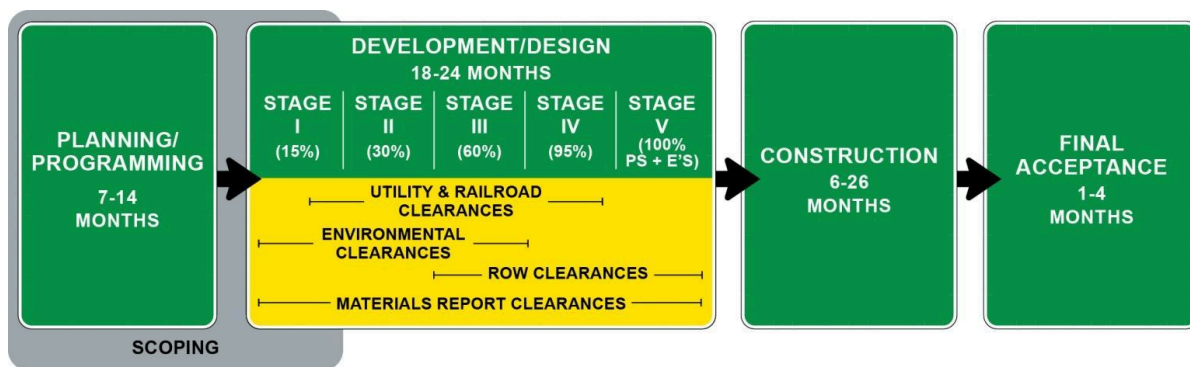 PLANNING/
PROGRAMMING
7-14
MONTHS
SCOPING
DEVELOPMENT/DESIGN
18-24 MONTHS
STAGE
I
(15%)
STAGE
II
(30%)
STAGE
III
(60%)
STAGE
IV
(95%)
STAGE
V
(100%
PS + E'S)
UTILITY & RAILROAD
CLEARANCES
ENVIRONMENTAL
CLEARANCES
ROW CLEARANCES
MATERIALS REPORT CLEARANCES
CONSTRUCTION
6-26
MONTHS
FINAL
ACCEPTANCE
1-4
MONTHS